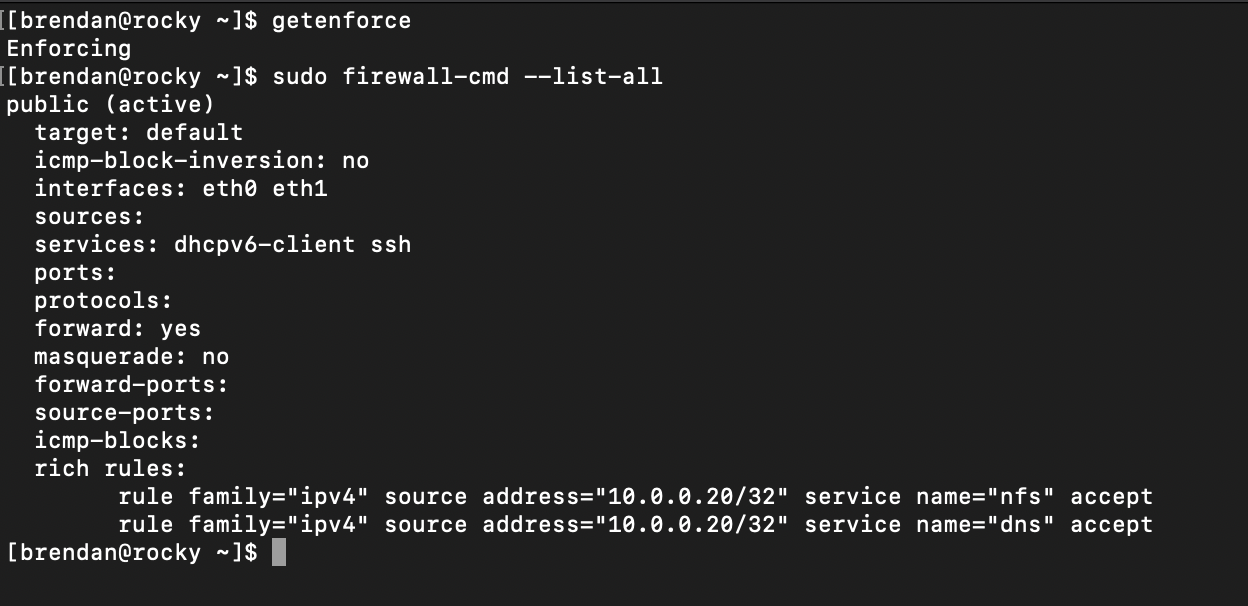 [[brendan@rocky ~]$ getenforce
Enforcing
[[brendan@rocky ~]$ sudo firewall-cmd --list-all
public (active)
  target: default
  icmp-block-inversion: no
  interfaces: eth0 eth1
  sources:
  services: dhcpv6-client ssh
  ports:
  protocols:
  forward: yes
  masquerade: no
  forward-ports:
  source-ports:
  icmp-blocks:
  rich rules:
        rule family="ipv4" source address="10.0.0.20/32" service name="nfs" accept
        rule family="ipv4" source address="10.0.0.20/32" service name="dns" accept
[brendan@rocky ~]$